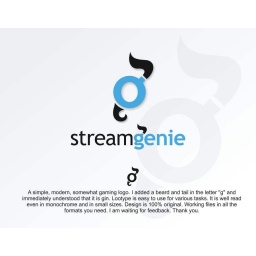 streamgenie
A simple, modern, somewhat gaming logo. I added a beard and tail in the letter "g" and
immediately understood that it is gin. Lootype is easy to use for various tasks. It is well read
even in monochrome and in small sizes. Design is 100% original. Working files in all the
formats you need. I am waiting for feedback. Thank you.